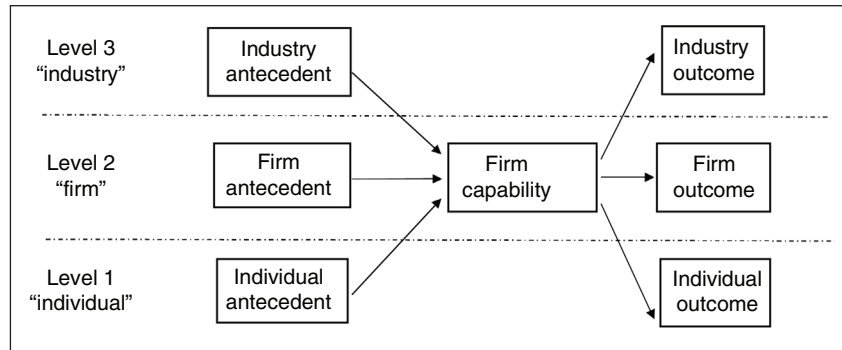 Level 3
“industry”
Industry
antecedent
Industry
outcome
Level 2
“firm”
Firm
antecedent
Firm
capability
Firm
outcome
Level 1
“individual”
Individual
antecedent
Individual
outcome